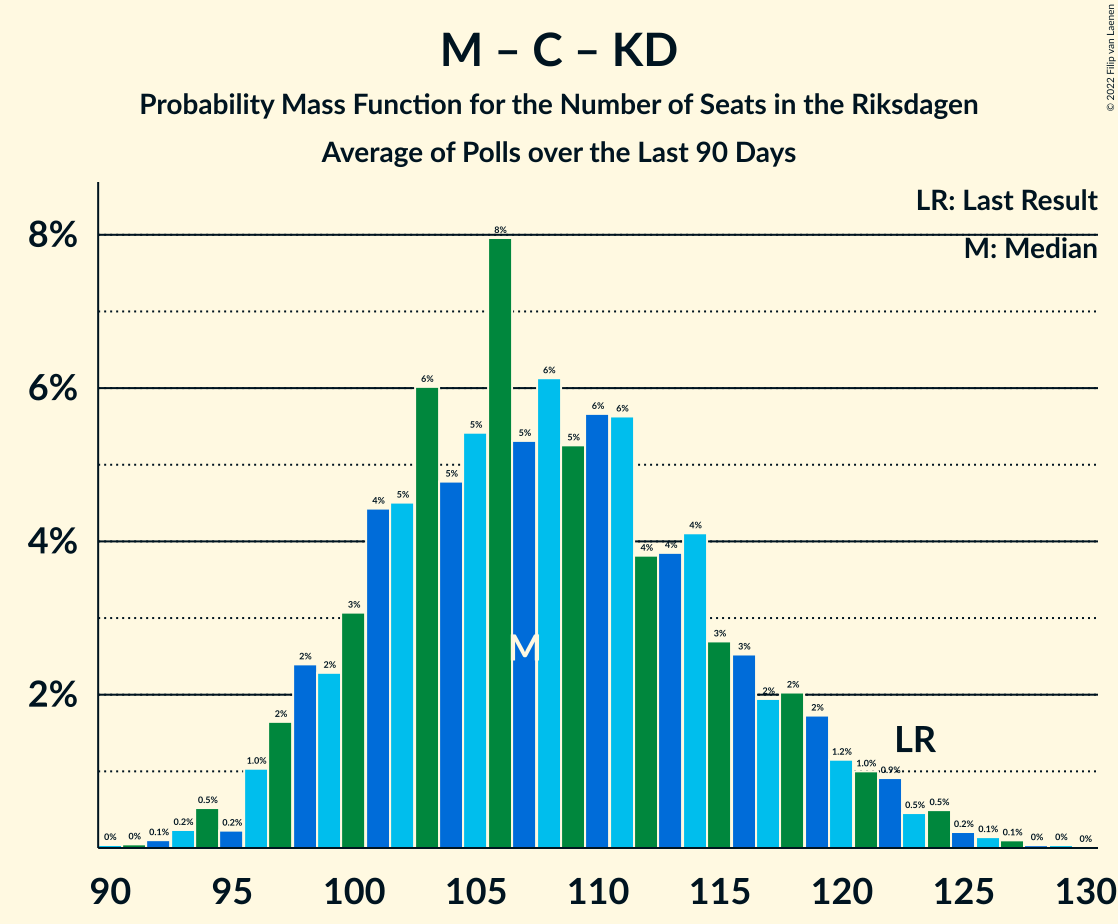 M – C – KD
Probability Mass Function for the Number of Seats in the Riksdagen
Average of Polls over the Last 90 Days
© 2022 Filip van Laenen
LR: Last Result
M: Median
8%
6%
4%
2%
0% 0% 0.1% 0.2% 0.5% 0.2% 1.0% 2% 2% 2% 3% 4% 5% 6% 5% 5% 8% 5% 6% 5% 6% 6% 4% 4% 4% 3% 3% 2% 2% 2% 1.2% 1.0% 0.9% 0.5% 0.5% 0.2% 0.1% 0.1% 0% 0% 0%
M
LR
90 95 100 105 110 115 120 125 130